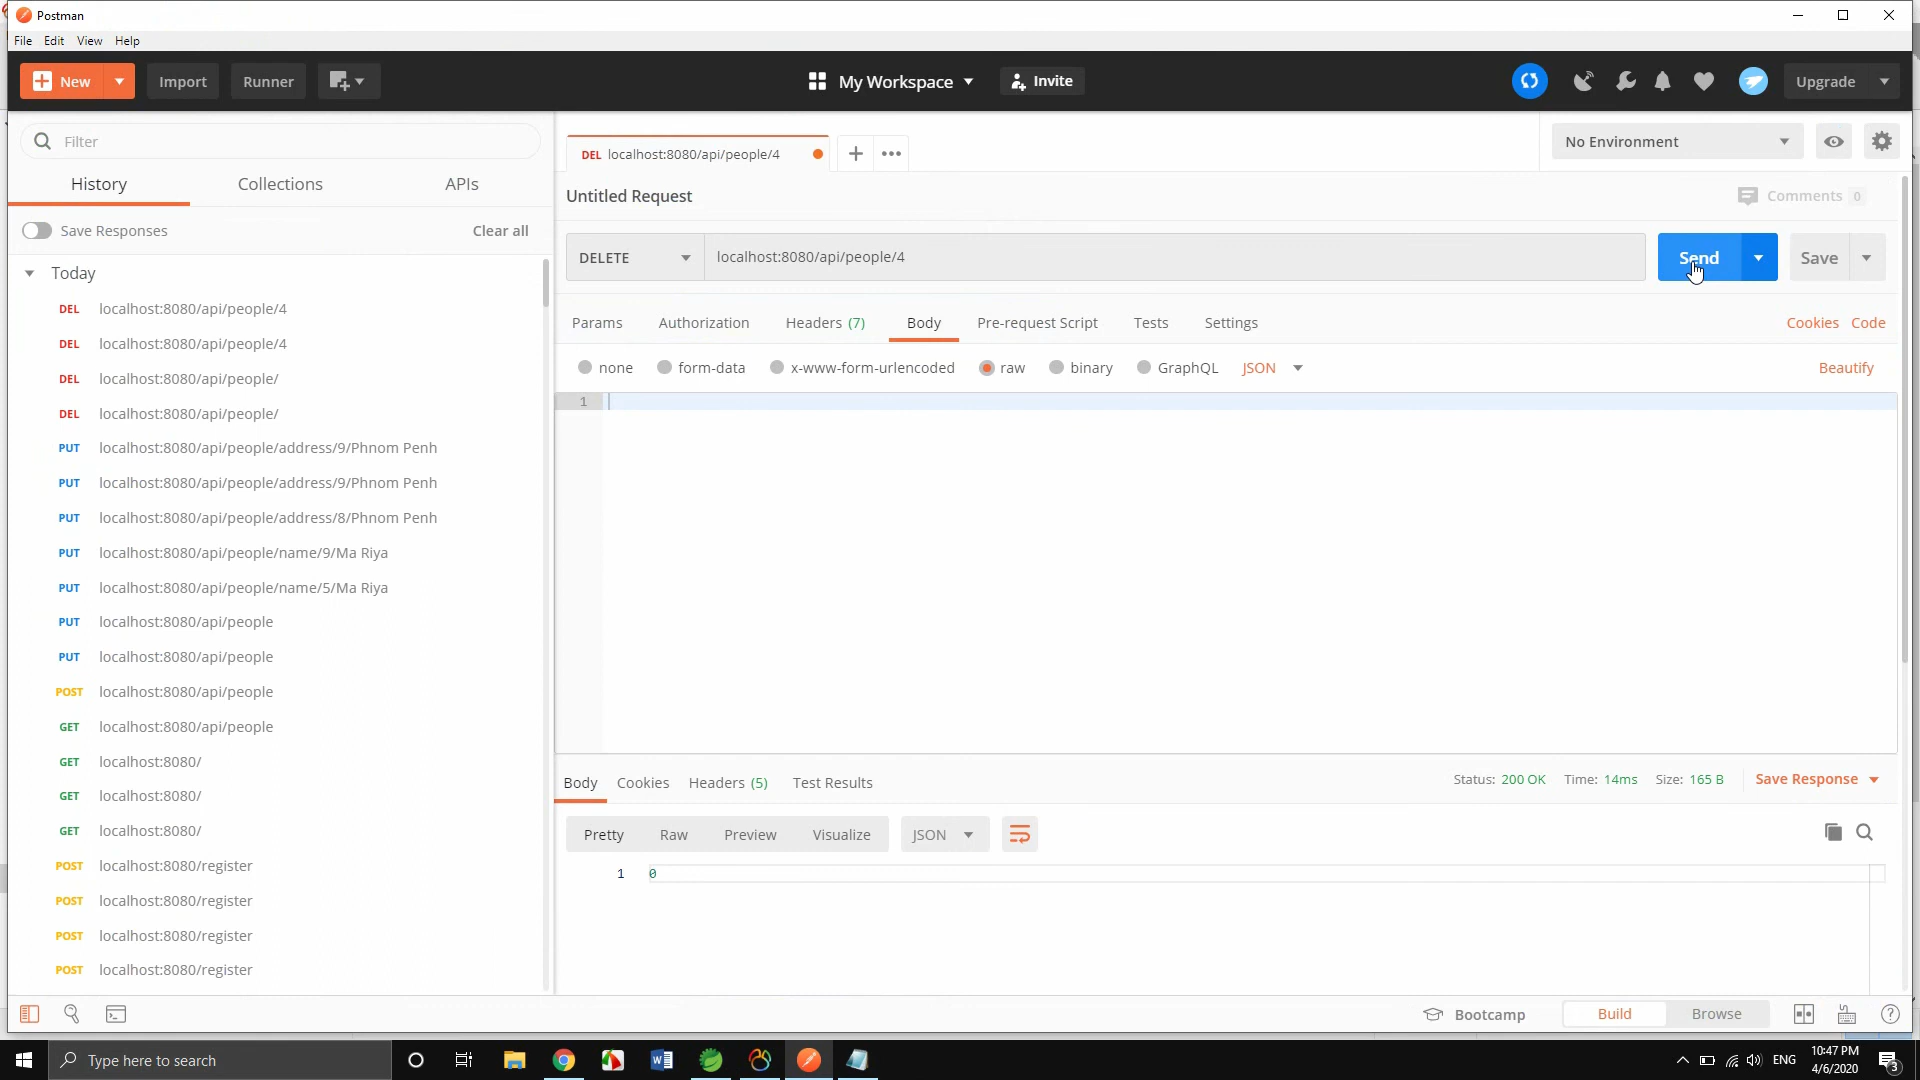 Postman
File Edit View Help
New Import Runner My Workspace Invite Upgrade
Filter
History Collections APIs
Save Responses Clear all
Today
DEL localhost:8080/api/people/4
DEL localhost:8080/api/people/4
DEL localhost:8080/api/people/
DEL localhost:8080/api/people/
PUT localhost:8080/api/people/address/9/Phnom Penh
PUT localhost:8080/api/people/address/9/Phnom Penh
PUT localhost:8080/api/people/address/8/Phnom Penh
PUT localhost:8080/api/people/name/9/Ma Riya
PUT localhost:8080/api/people/name/5/Ma Riya
PUT localhost:8080/api/people
PUT localhost:8080/api/people
POST localhost:8080/api/people
GET localhost:8080/api/people
GET localhost:8080/
GET localhost:8080/
GET localhost:8080/
POST localhost:8080/register
POST localhost:8080/register
POST localhost:8080/register
POST localhost:8080/register
DEL localhost:8080/api/people/4 No Environment
Untitled Request Comments 0
DELETE localhost:8080/api/people/4 Send Save
Params Authorization Headers (7) Body Pre-request Script Tests Settings Cookies Code
none form-data x-www-form-urlencoded raw binary GraphQL JSON Beautify
1
Body Cookies Headers (5) Test Results Status: 200 OK Time: 14ms Size: 165 B Save Response
Pretty Raw Preview Visualize JSON
1 0
Bootcamp Build Browse
Type here to search ENG 10:47 PM
4/6/2020 3